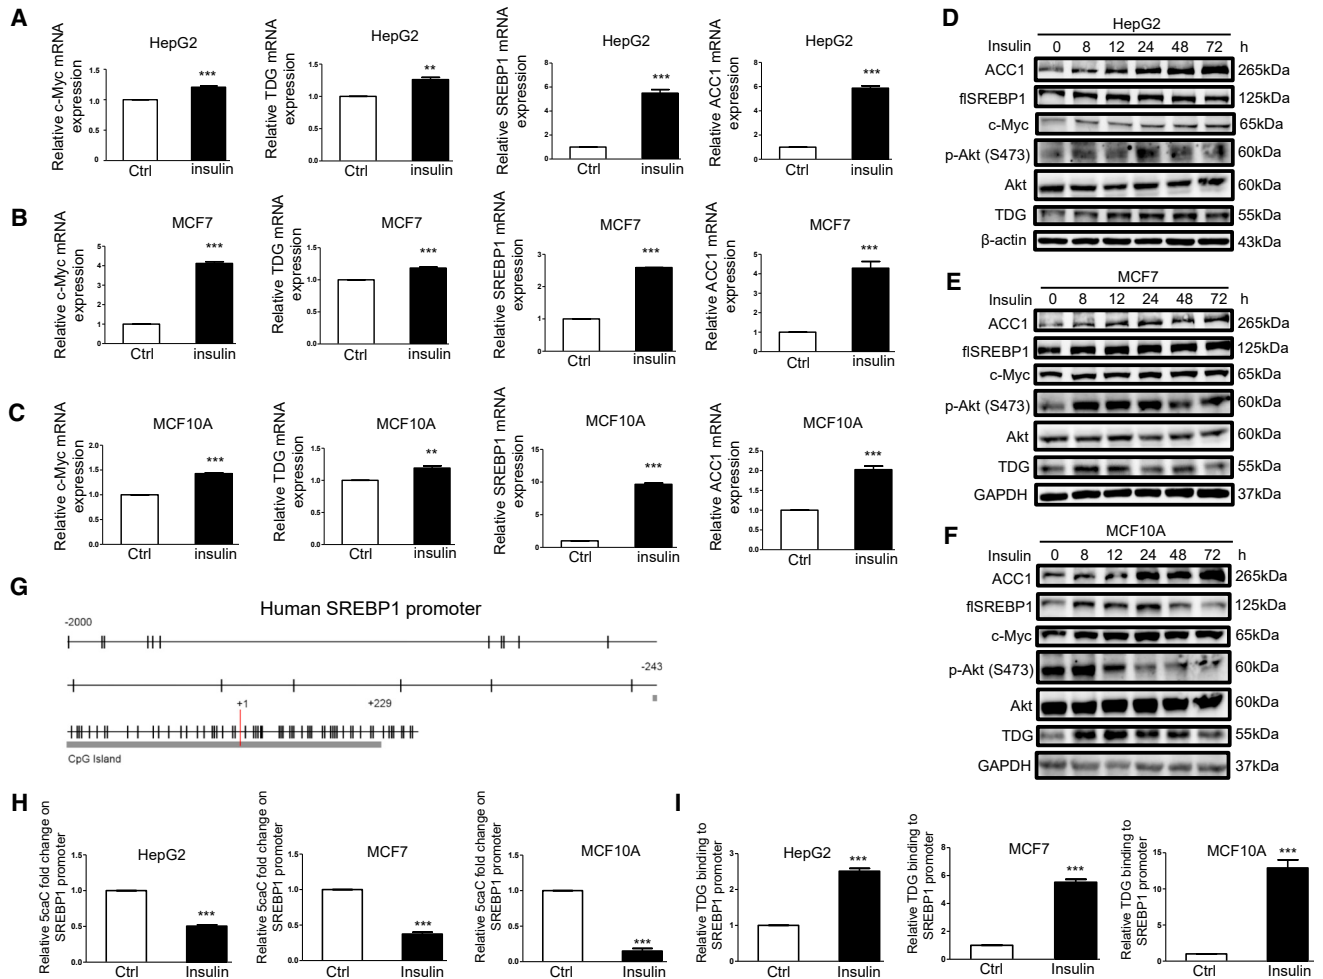 A
HepG2
Relative c-Myc mRNA
expression
1.5
1.0
0.5
0
***
Ctrl
insulin
HepG2
Relative TDG mRNA
expression
1.5
1.0
0.5
0.0
**
Ctrl
insulin
HepG2
Relative SREBP1 mRNA
expression
8
6
4
2
0
***
Ctrl
insulin
HepG2
Relative ACC1 mRNA
expression
8
6
4
2
0
***
Ctrl
insulin
B
MCF7
Relative c-Myc mRNA
expression
5
4
3
2
1
0
***
Ctrl
insulin
MCF7
Relative TDG mRNA
expression
1.5
1.0
0.5
0.0
***
Ctrl
insulin
MCF7
Relative SREBP1 mRNA
expression
3
2
1
0
***
Ctrl
insulin
MCF7
Relative ACC1 mRNA
expression
5
4
3
2
1
0
***
Ctrl
insulin
C
MCF10A
Relative c-Myc mRNA
expression
2.0
1.5
1.0
0.5
0.0
***
Ctrl
insulin
MCF10A
Relative TDG mRNA
expression
1.5
1.0
0.5
0.0
**
Ctrl
insulin
MCF10A
Relative SREBP1 mRNA
expression
15
10
5
0
***
Ctrl
insulin
MCF10A
Relative ACC1 mRNA
expression
2.5
2.0
1.5
1.0
0.5
0.0
***
Ctrl
insulin
D
HepG2
Insulin 0 8 12 24 48 72 h
ACC1 265kDa
flSREBP1 125kDa
c-Myc 65kDa
p-Akt (S473) 60kDa
Akt 60kDa
TDG 55kDa
β-actin 43kDa
E
MCF7
Insulin 0 8 12 24 48 72 h
ACC1 265kDa
flSREBP1 125kDa
c-Myc 65kDa
p-Akt (S473) 60kDa
Akt 60kDa
TDG 55kDa
GAPDH 37kDa
F
MCF10A
Insulin 0 8 12 24 48 72 h
ACC1 265kDa
flSREBP1 125kDa
c-Myc 65kDa
p-Akt (S473) 60kDa
Akt 60kDa
TDG 55kDa
GAPDH 37kDa
G
Human SREBP1 promoter
-2000
-243
+1
+229
CpG Island
H
HepG2
Relative 5caC fold change on
SREBP1 promoter
1.5
1.0
0.5
0.0
***
Ctrl
Insulin
MCF7
Relative 5caC fold change on
SREBP1 promoter
1.5
1.0
0.5
0.0
***
Ctrl
Insulin
MCF10A
Relative 5caC fold change on
SREBP1 promoter
1.5
1.0
0.5
0.0
***
Ctrl
Insulin
I
HepG2
Relative TDG binding to
SREBP1 promoter
3
2
1
0
***
Ctrl
Insulin
MCF7
Relative TDG binding to
SREBP1 promoter
8
6
4
2
0
***
Ctrl
Insulin
MCF10A
Relative TDG binding to
SREBP1 promoter
15
10
5
0
***
Ctrl
Insulin